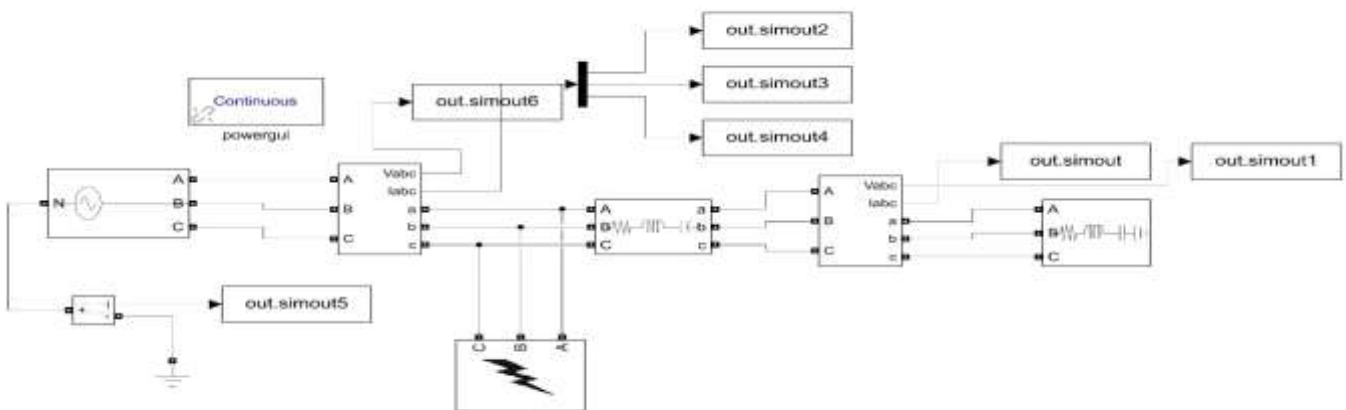 out.simout2
Continuous
powergui
out.simout6
out.simout3
out.simout4
out.simout
out.simout1
N
A
B
C
A
B
C
Vabc
Iabc
a
b
c
A
B
C
a
b
c
A
B
C
Vabc
Iabc
a
b
c
A
B
C
+
i
-
out.simout5
C
B
A